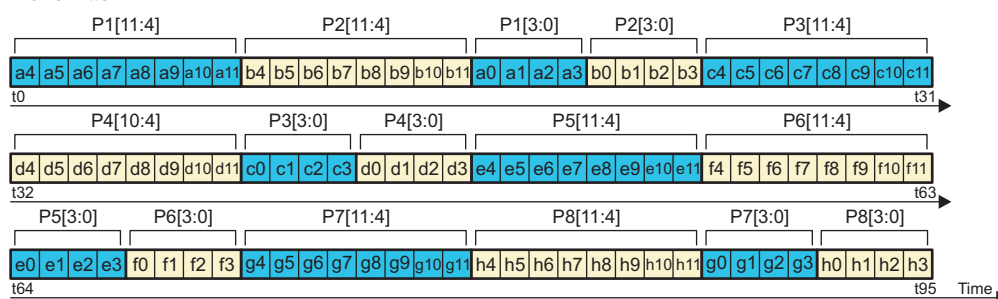 P1[11:4] P2[11:4] P1[3:0] P2[3:0] P3[11:4]
a4 a5 a6 a7 a8 a9 a10 a11 b4 b5 b6 b7 b8 b9 b10 b11 a0 a1 a2 a3 b0 b1 b2 b3 c4 c5 c6 c7 c8 c9 c10 c11
t0 t31
P4[10:4] P3[3:0] P4[3:0] P5[11:4] P6[11:4]
d4 d5 d6 d7 d8 d9 d10 d11 c0 c1 c2 c3 d0 d1 d2 d3 e4 e5 e6 e7 e8 e9 e10 e11 f4 f5 f6 f7 f8 f9 f10 f11
t32 t63
P5[3:0] P6[3:0] P7[11:4] P8[11:4] P7[3:0] P8[3:0]
e0 e1 e2 e3 f0 f1 f2 f3 g4 g5 g6 g7 g8 g9 g10 g11 h4 h5 h6 h7 h8 h9 h10 h11 g0 g1 g2 g3 h0 h1 h2 h3
t64 t95 Time